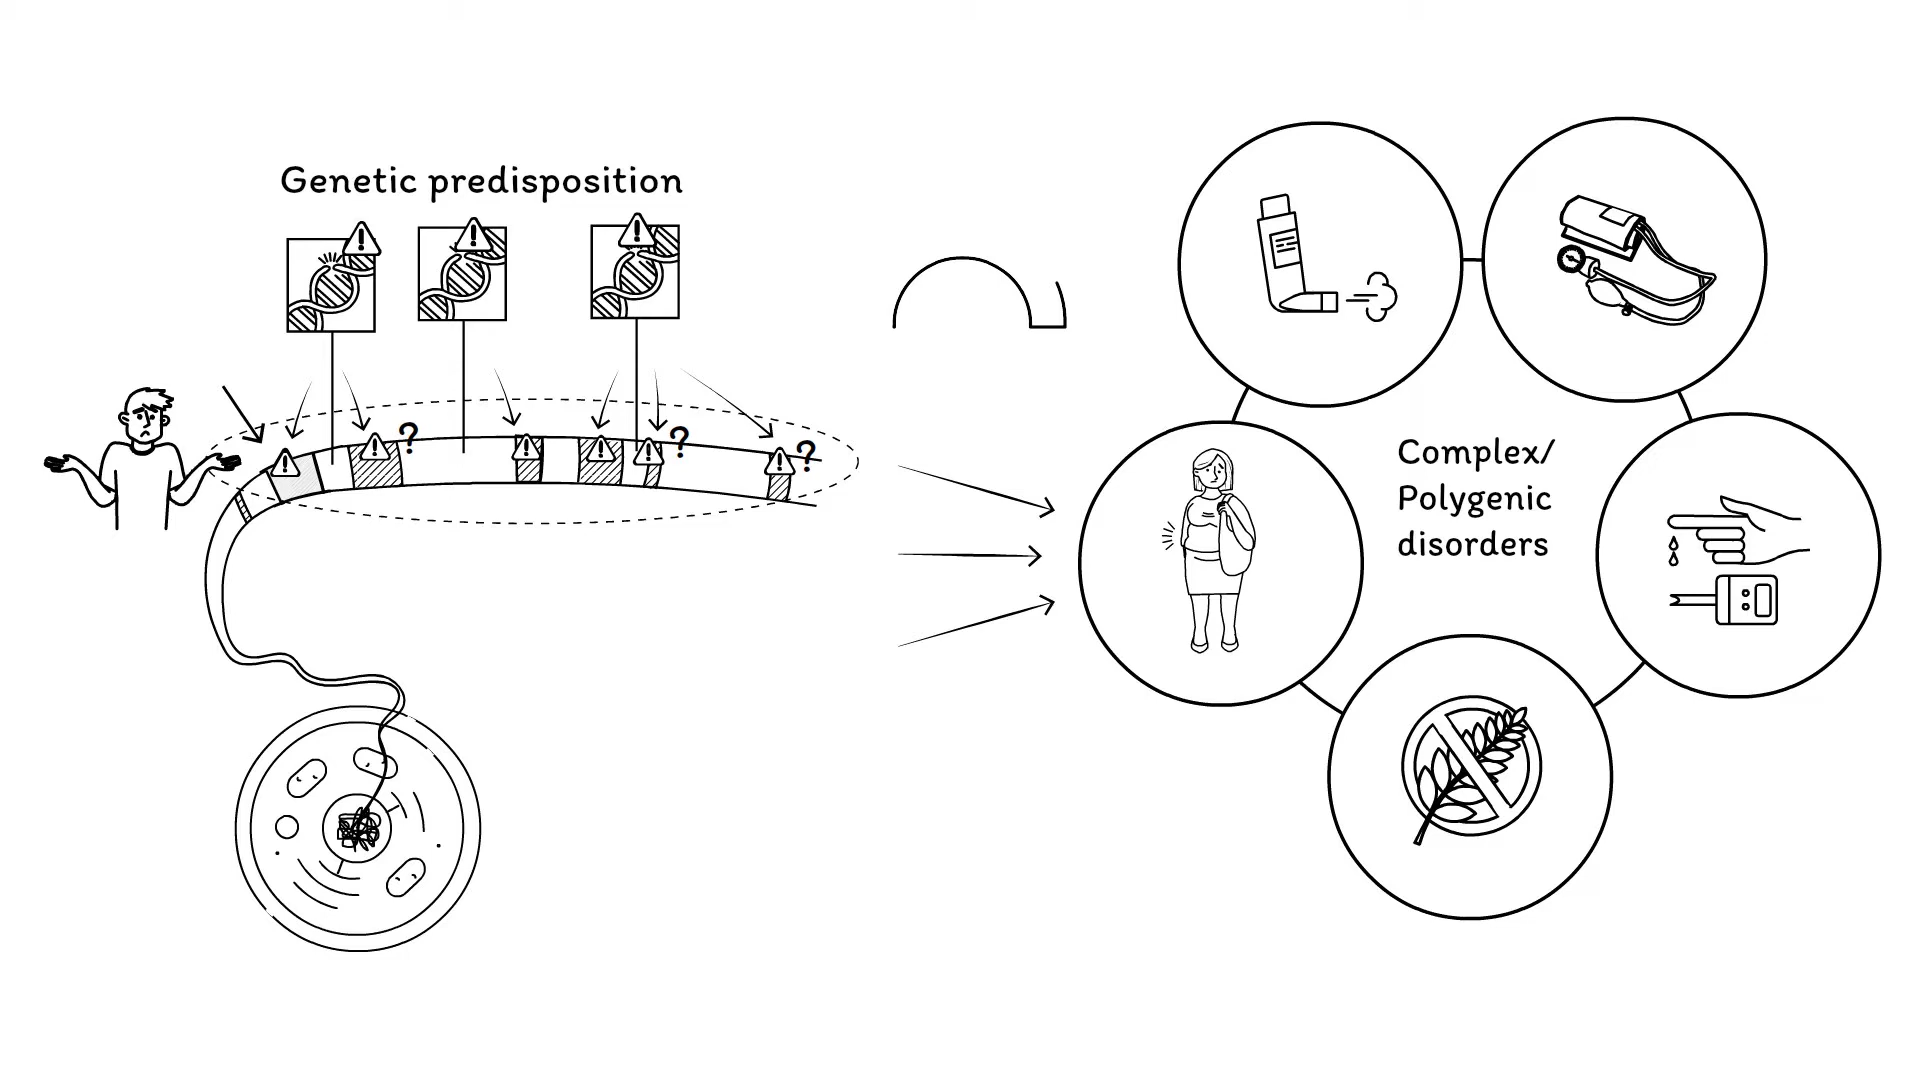 Genetic predisposition
? ? ?
Complex/
Polygenic
disorders